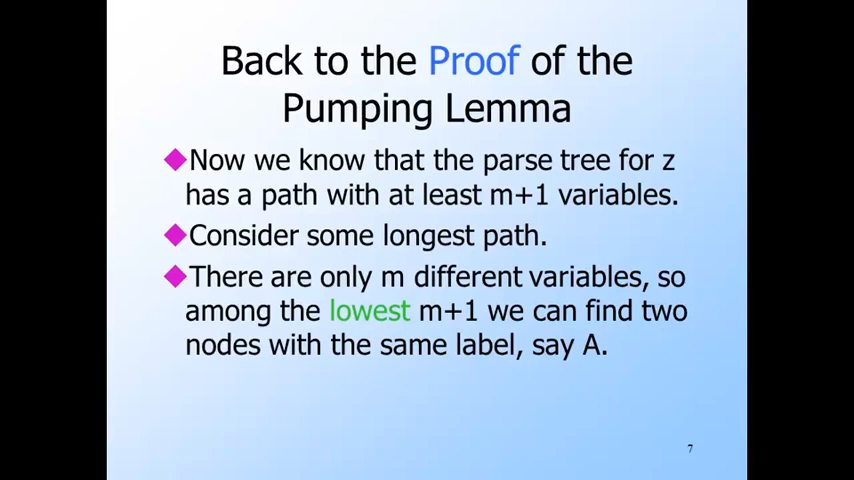 Back to the Proof of the
Pumping Lemma
Now we know that the parse tree for z
has a path with at least m+1 variables.
Consider some longest path.
There are only m different variables, so
among the lowest m+1 we can find two
nodes with the same label, say A.
7